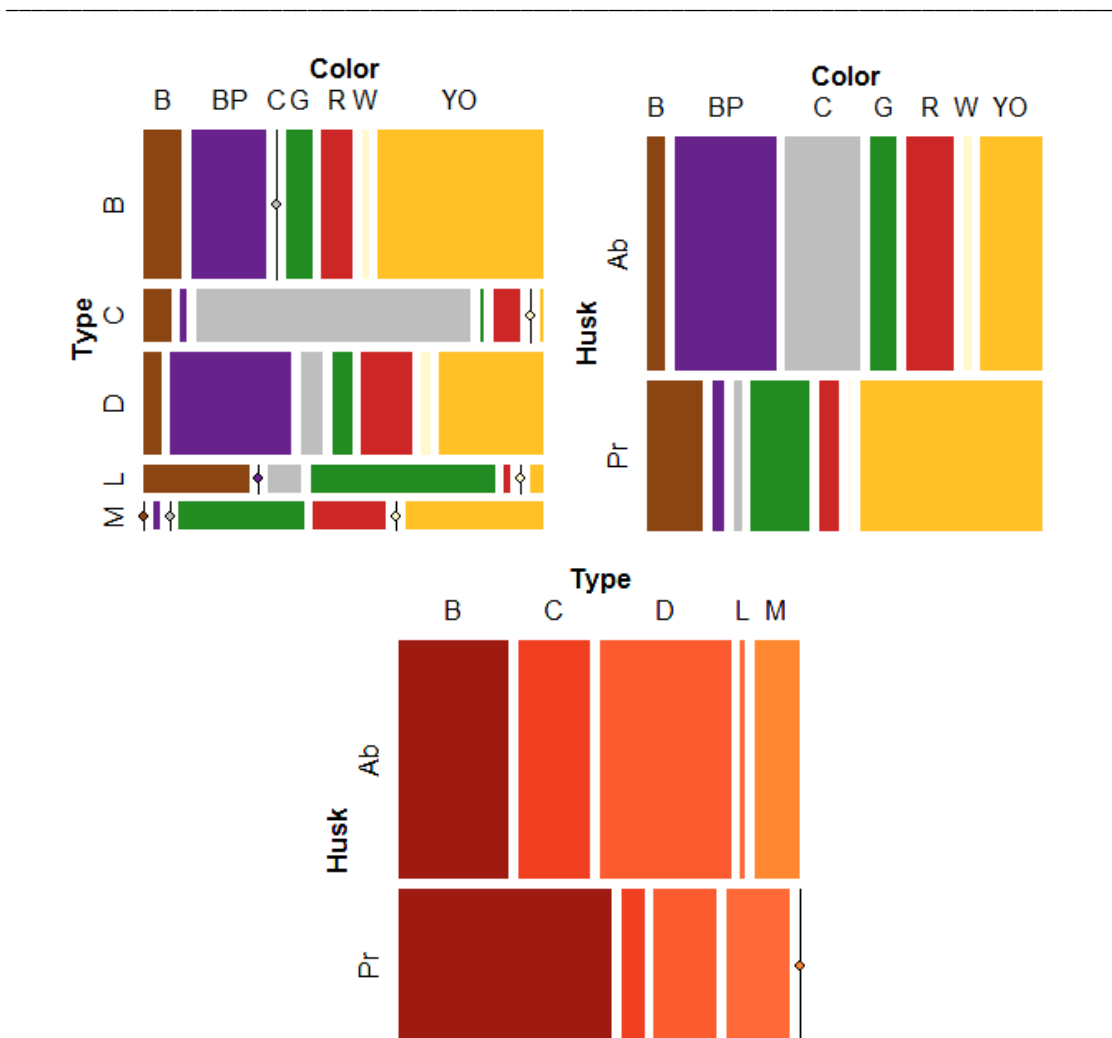 Color
B BP C G R W YO
Type
B
C
D
L
M
Color
B BP C G R W YO
Husk
Ab
Pr
Type
B C D L M
Husk
Ab
Pr